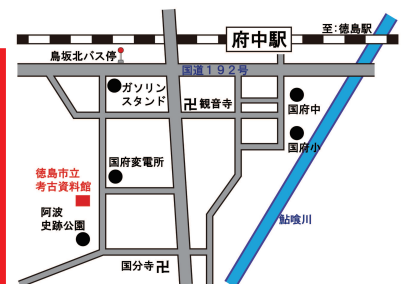 至:徳島駅
府中駅
鳥坂北バス停
国道192号
ガソリン
スタンド
卍観音寺
国府中
国府小
国府変電所
徳島市立
考古資料館
阿波
史跡公園
鮎喰川
国分寺卍